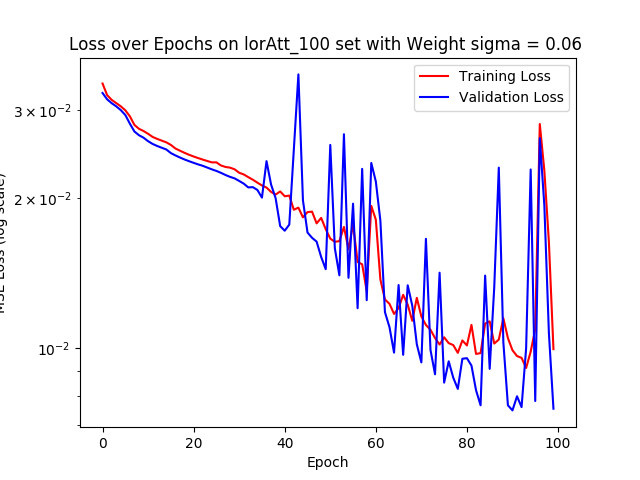 Loss over Epochs on lorAtt_100 set with Weight sigma = 0.06
Training Loss
Validation Loss
3 × 10⁻²
2 × 10⁻²
10⁻²
MSE Loss (log scale)
0 20 40 60 80 100
Epoch